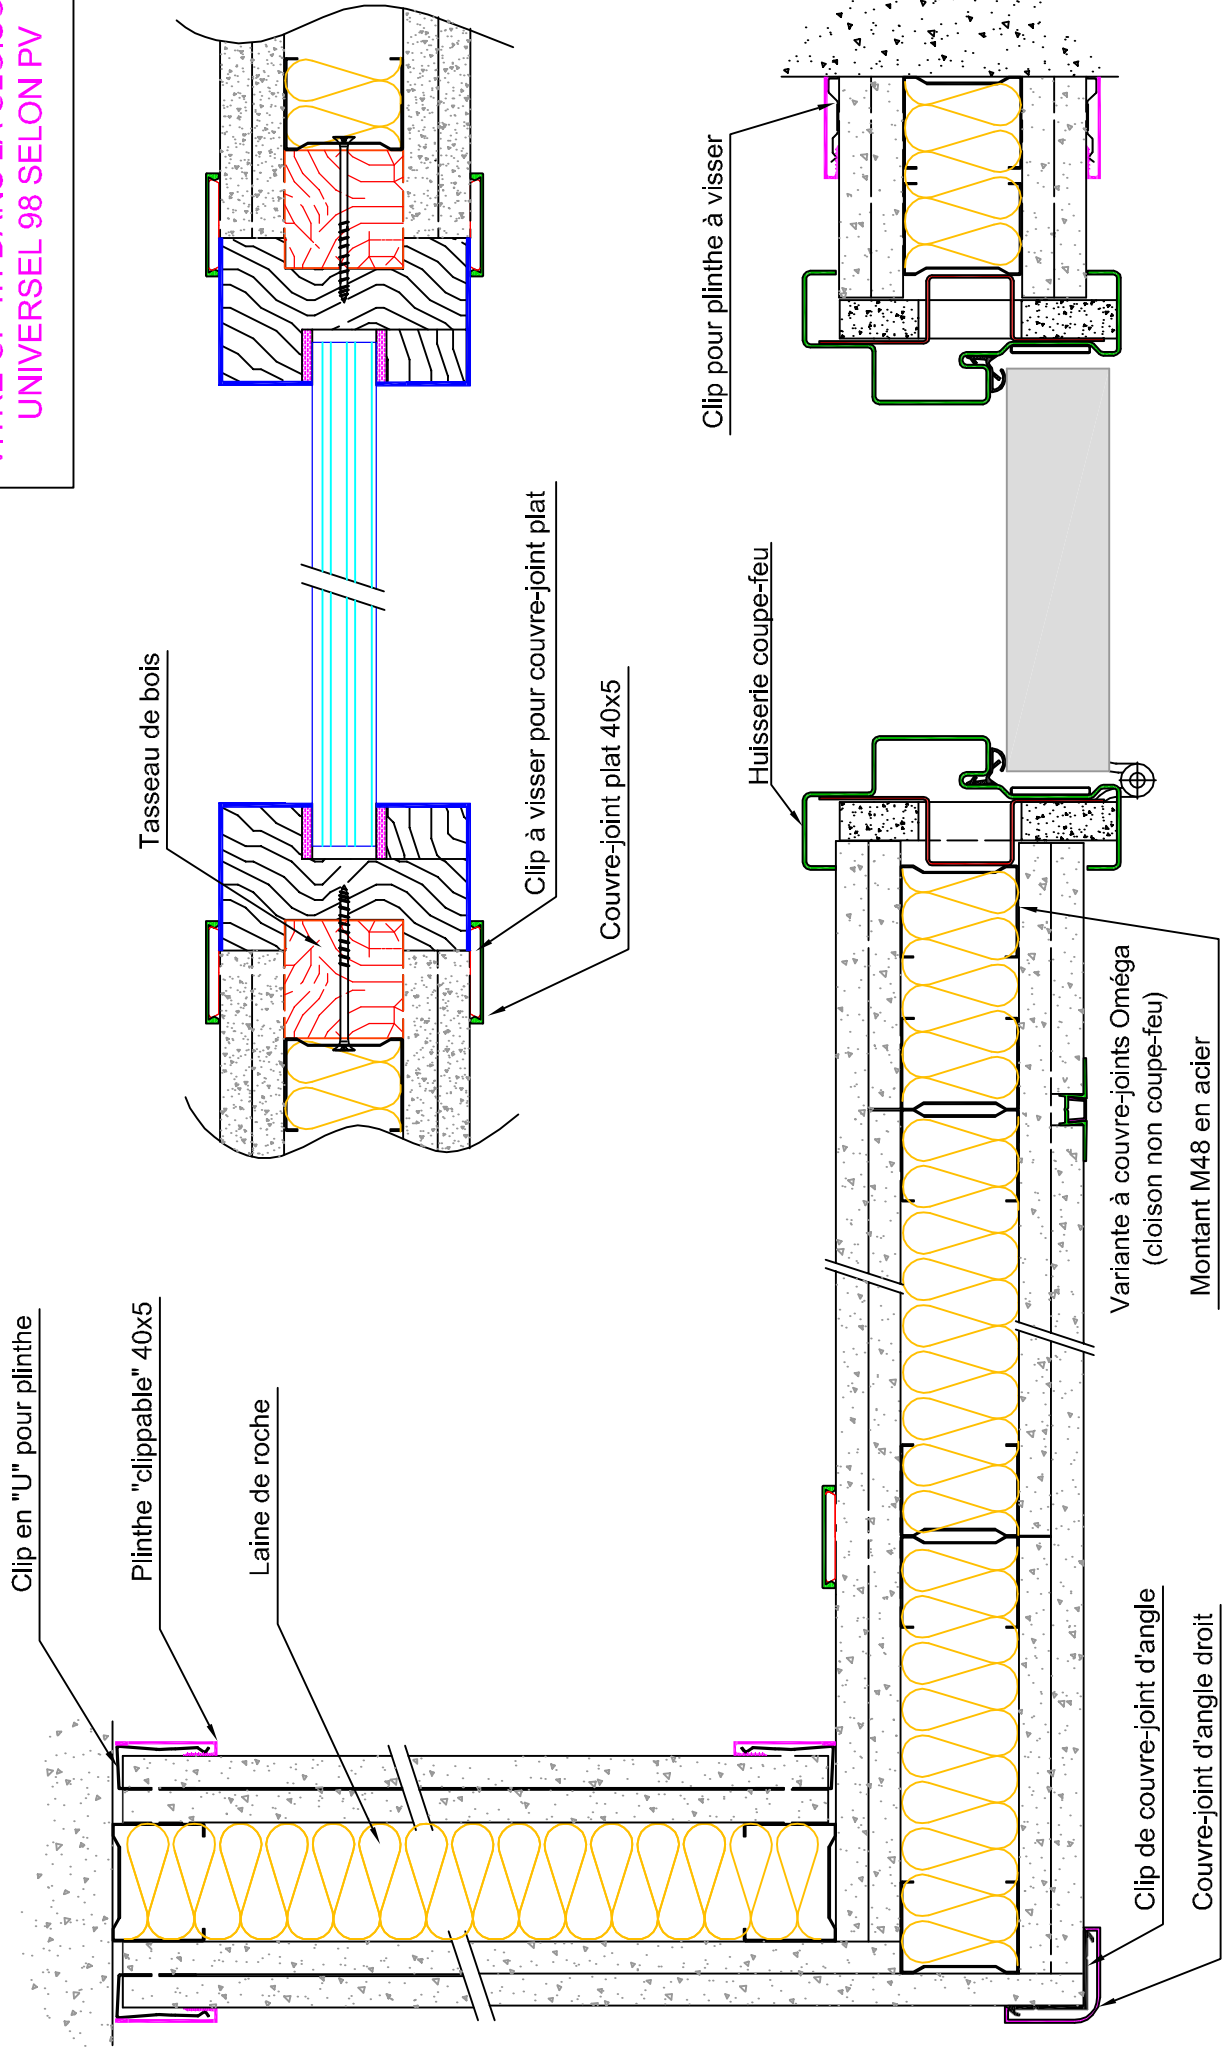 UNIVERSEL 98 SELON PV
Clip en "U" pour plinthe
Plinthe "clippable" 40x5
Laine de roche
Tasseau de bois
Clip à visser pour couvre-joint plat
Couvre-joint plat 40x5
Clip pour plinthe à visser
Huisserie coupe-feu
Variante à couvre-joints Oméga
(cloison non coupe-feu)
Montant M48 en acier
Clip de couvre-joint d'angle
Couvre-joint d'angle droit